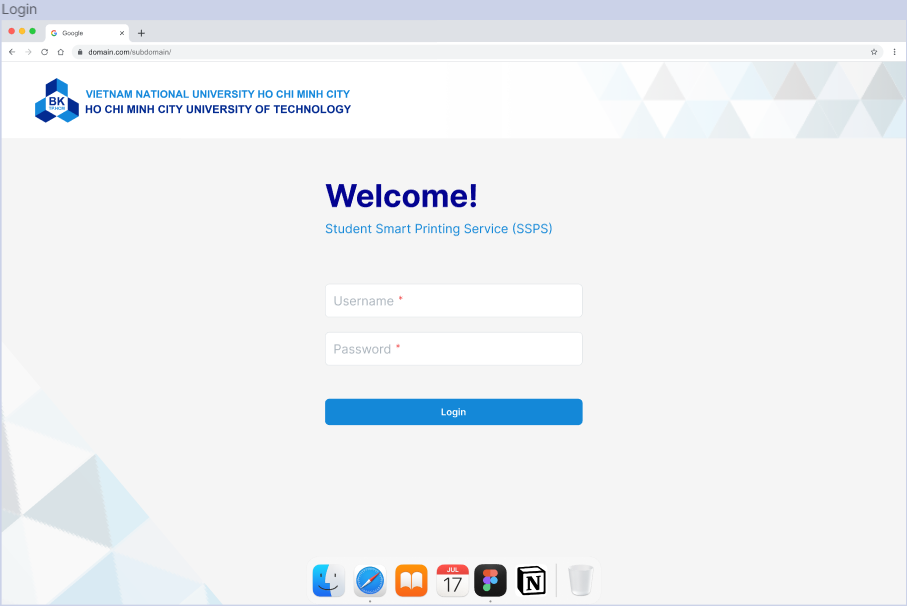 Login
Google
domain.com/subdomain/
BK
TP.HCM
VIETNAM NATIONAL UNIVERSITY HO CHI MINH CITY
HO CHI MINH CITY UNIVERSITY OF TECHNOLOGY
Welcome!
Student Smart Printing Service (SSPS)
Username *
Password *
Login
JUL
17
N